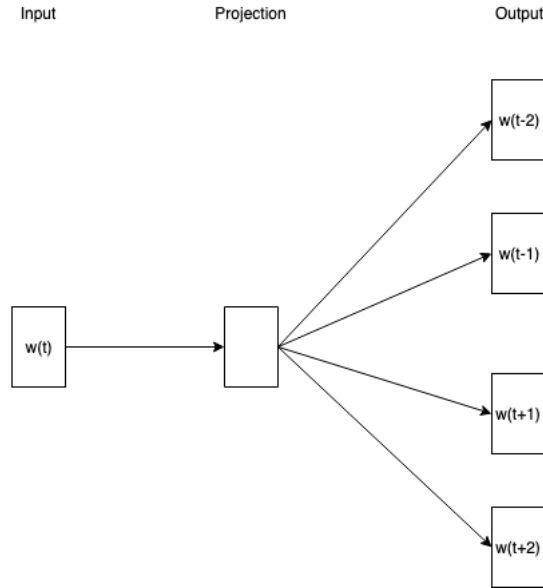 Input
Projection
Output
w(t-2)
w(t-1)
w(t)
w(t+1)
w(t+2)